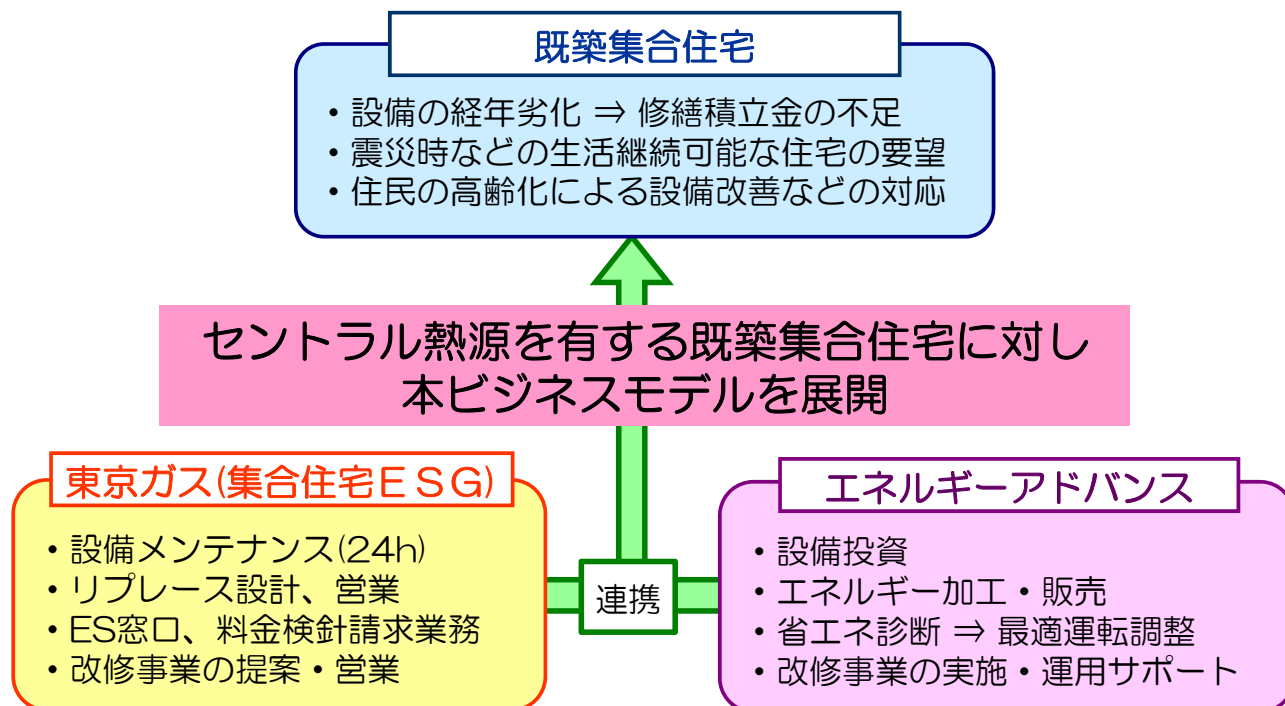 既築集合住宅
・設備の経年劣化 ⇒ 修繕積立金の不足
・震災時などの生活継続可能な住宅の要望
・住民の高齢化による設備改善などの対応
セントラル熱源を有する既築集合住宅に対し
本ビジネスモデルを展開
東京ガス(集合住宅ＥＳＧ)
・設備メンテナンス(24h)
・リプレース設計、営業
・ES窓口、料金検針請求業務
・改修事業の提案・営業
連携
エネルギーアドバンス
・設備投資
・エネルギー加工・販売
・省エネ診断 ⇒ 最適運転調整
・改修事業の実施・運用サポート